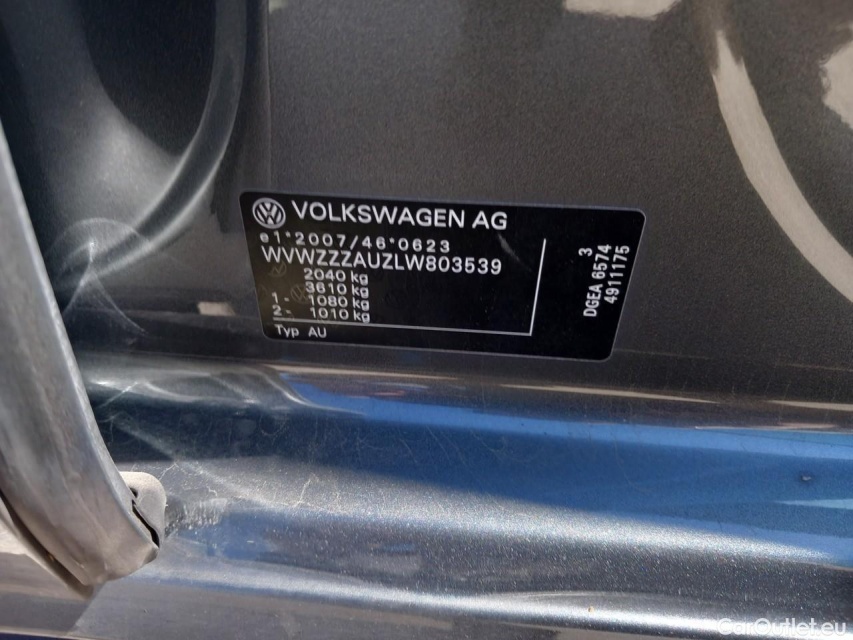 VOLKSWAGEN AG
e1*2007/46*0623
WVWZZZAUZLW803539
2040 kg
3610 kg
1- 1080 kg
2- 1010 kg
Typ AU
3
DGEA 6574
4911175
CarOutlet.eu